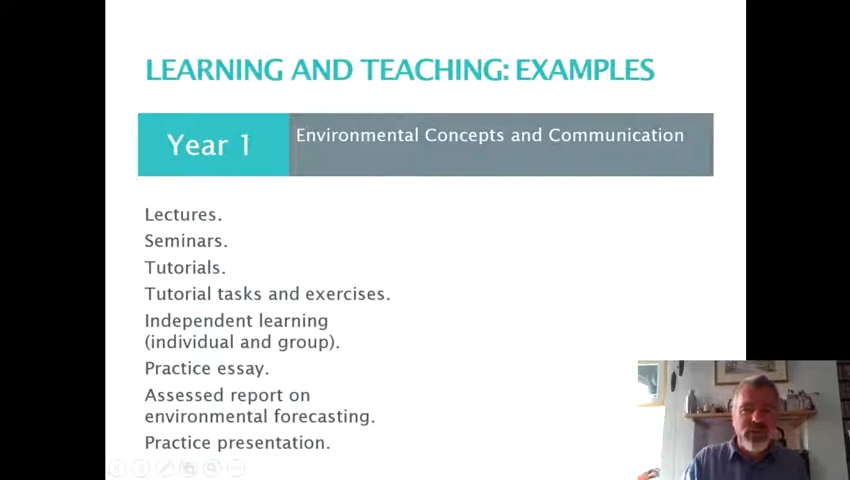 LEARNING AND TEACHING: EXAMPLES
Year 1
Environmental Concepts and Communication
Lectures.
Seminars.
Tutorials.
Tutorial tasks and exercises.
Independent learning
(individual and group).
Practice essay.
Assessed report on
environmental forecasting.
Practice presentation.